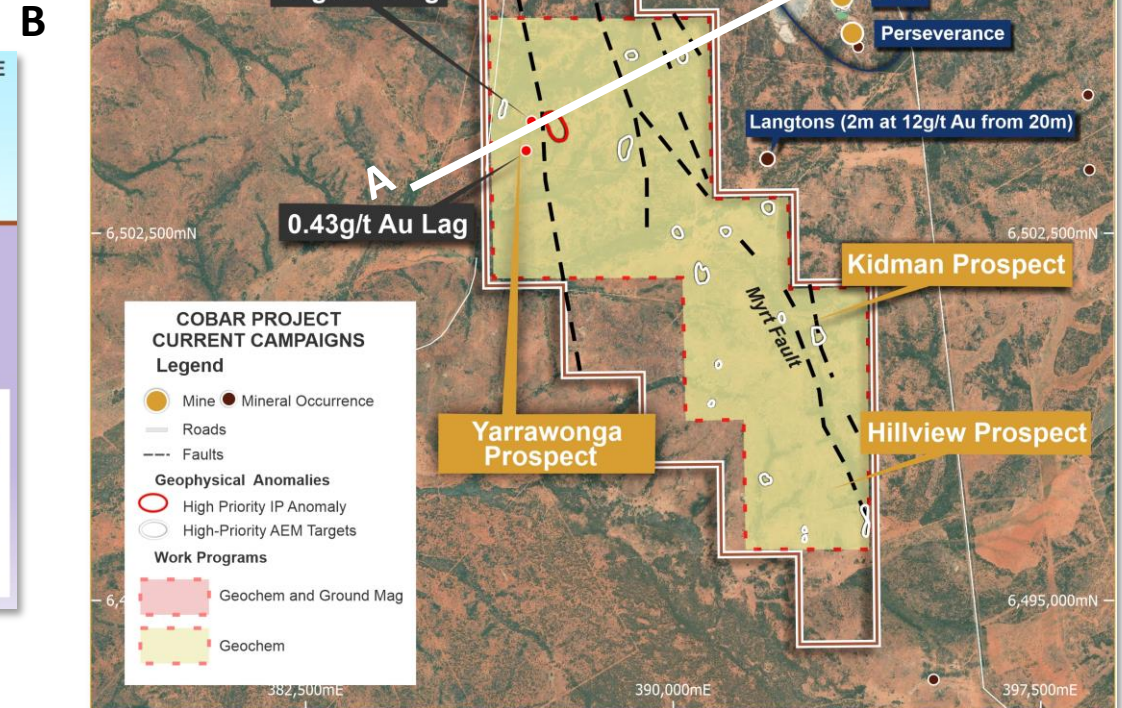 B
E
Perseverance
Langtons (2m at 12g/t Au from 20m)
A
0.43g/t Au Lag
6,502,500mN
6,502,500mN
Kidman Prospect
Myrt Fault
COBAR PROJECT
CURRENT CAMPAIGNS
Legend
Mine
Mineral Occurrence
Roads
Faults
Geophysical Anomalies
High Priority IP Anomaly
High-Priority AEM Targets
Work Programs
Geochem and Ground Mag
Geochem
Yarrawonga
Prospect
Hillview Prospect
6,495,000mN
382,500mE
390,000mE
397,500mE